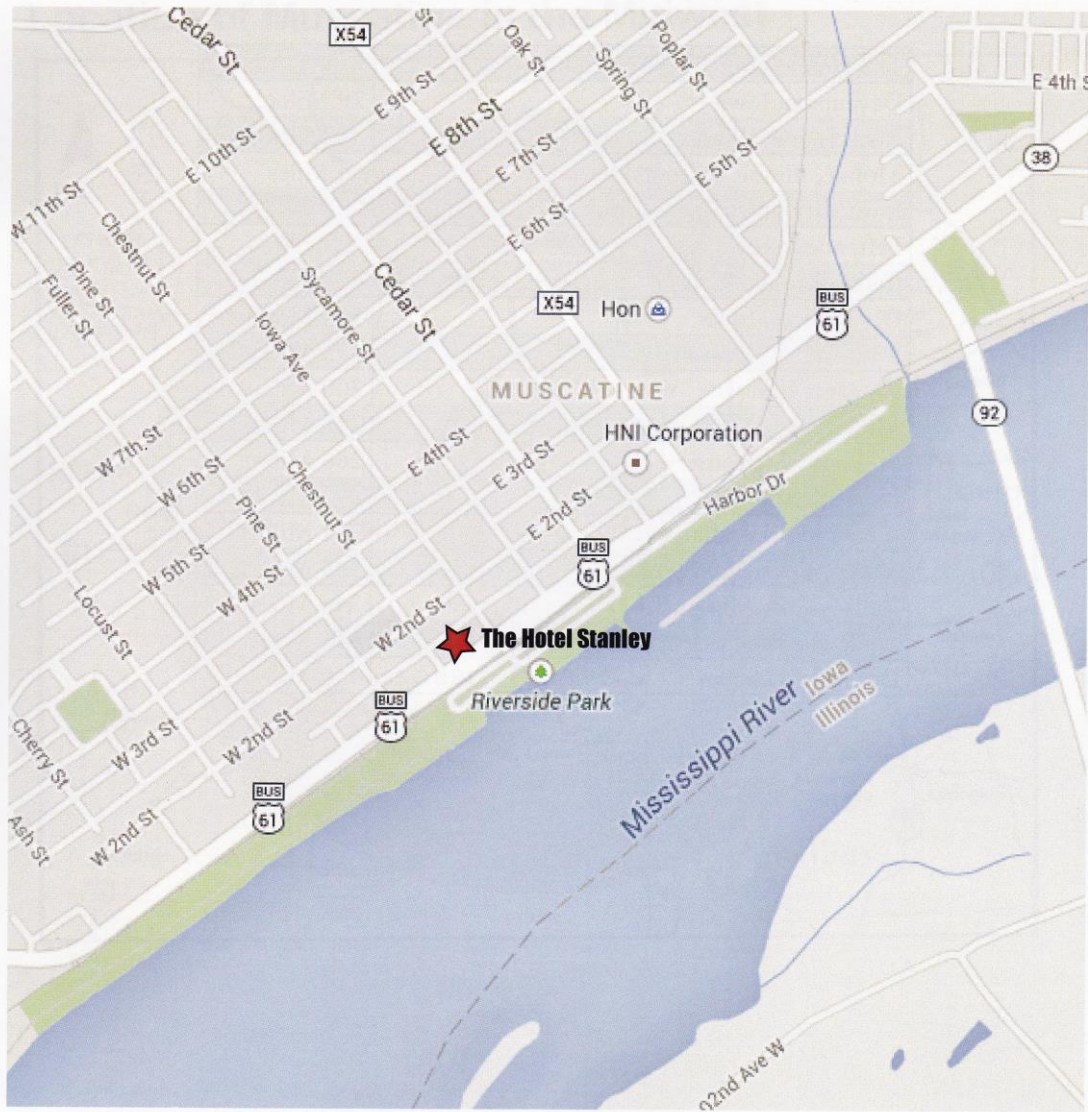 Cedar St
X54
St
Oak St
Poplar St
Spring St
E 4th S
E 9th St
E 8th St
38
E 10th St
E 7th St
E 5th St
W 11th St
Chestnut St
E 6th St
Pine St
Fuller St
Sycamore St
Cedar St
X54
Hon
BUS
61
Iowa Ave
MUSCATINE
92
W 7th St
E 4th St
HNI Corporation
E 3rd St
W 6th St
Chestnut St
Harbor Dr
E 2nd St
Pine St
BUS
61
W 5th St
W 4th St
Locust St
W 2nd St
The Hotel Stanley
Riverside Park
BUS
61
Mississippi River
Iowa
Illinois
Cherry St
W 3rd St
W 2nd St
BUS
61
Ash St
W 2nd St
02nd Ave W